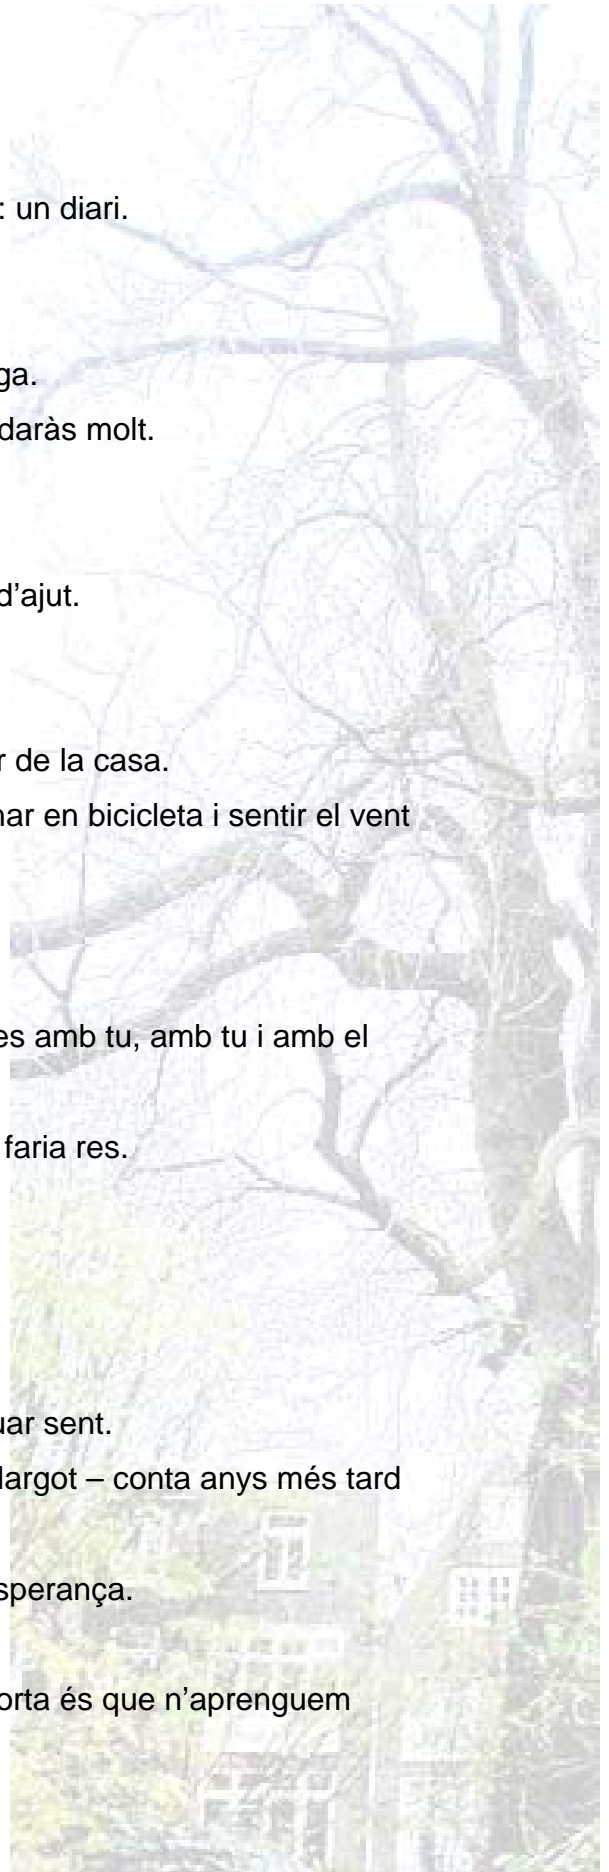 : un diari.
ga.
daràs molt.
d’ajut.
r de la casa.
nar en bicicleta i sentir el vent
es amb tu, amb tu i amb el
faria res.
uar sent.
largot – conta anys més tard
sperança.
orta és que n’aprenguem